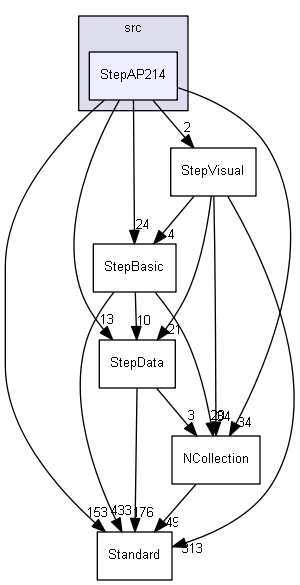 src
StepAP214
2
StepVisual
24
4
StepBasic
13
10
21
StepData
3
34
NCollection
153
433
176
49
313
Standard